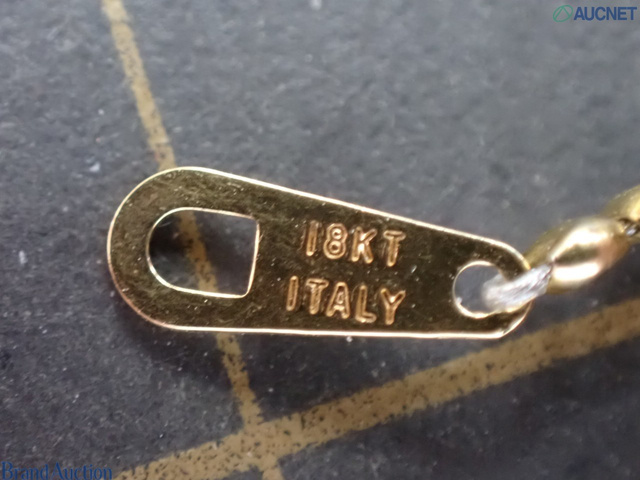 AUCNET
18KT
ITALY
Brand Auction